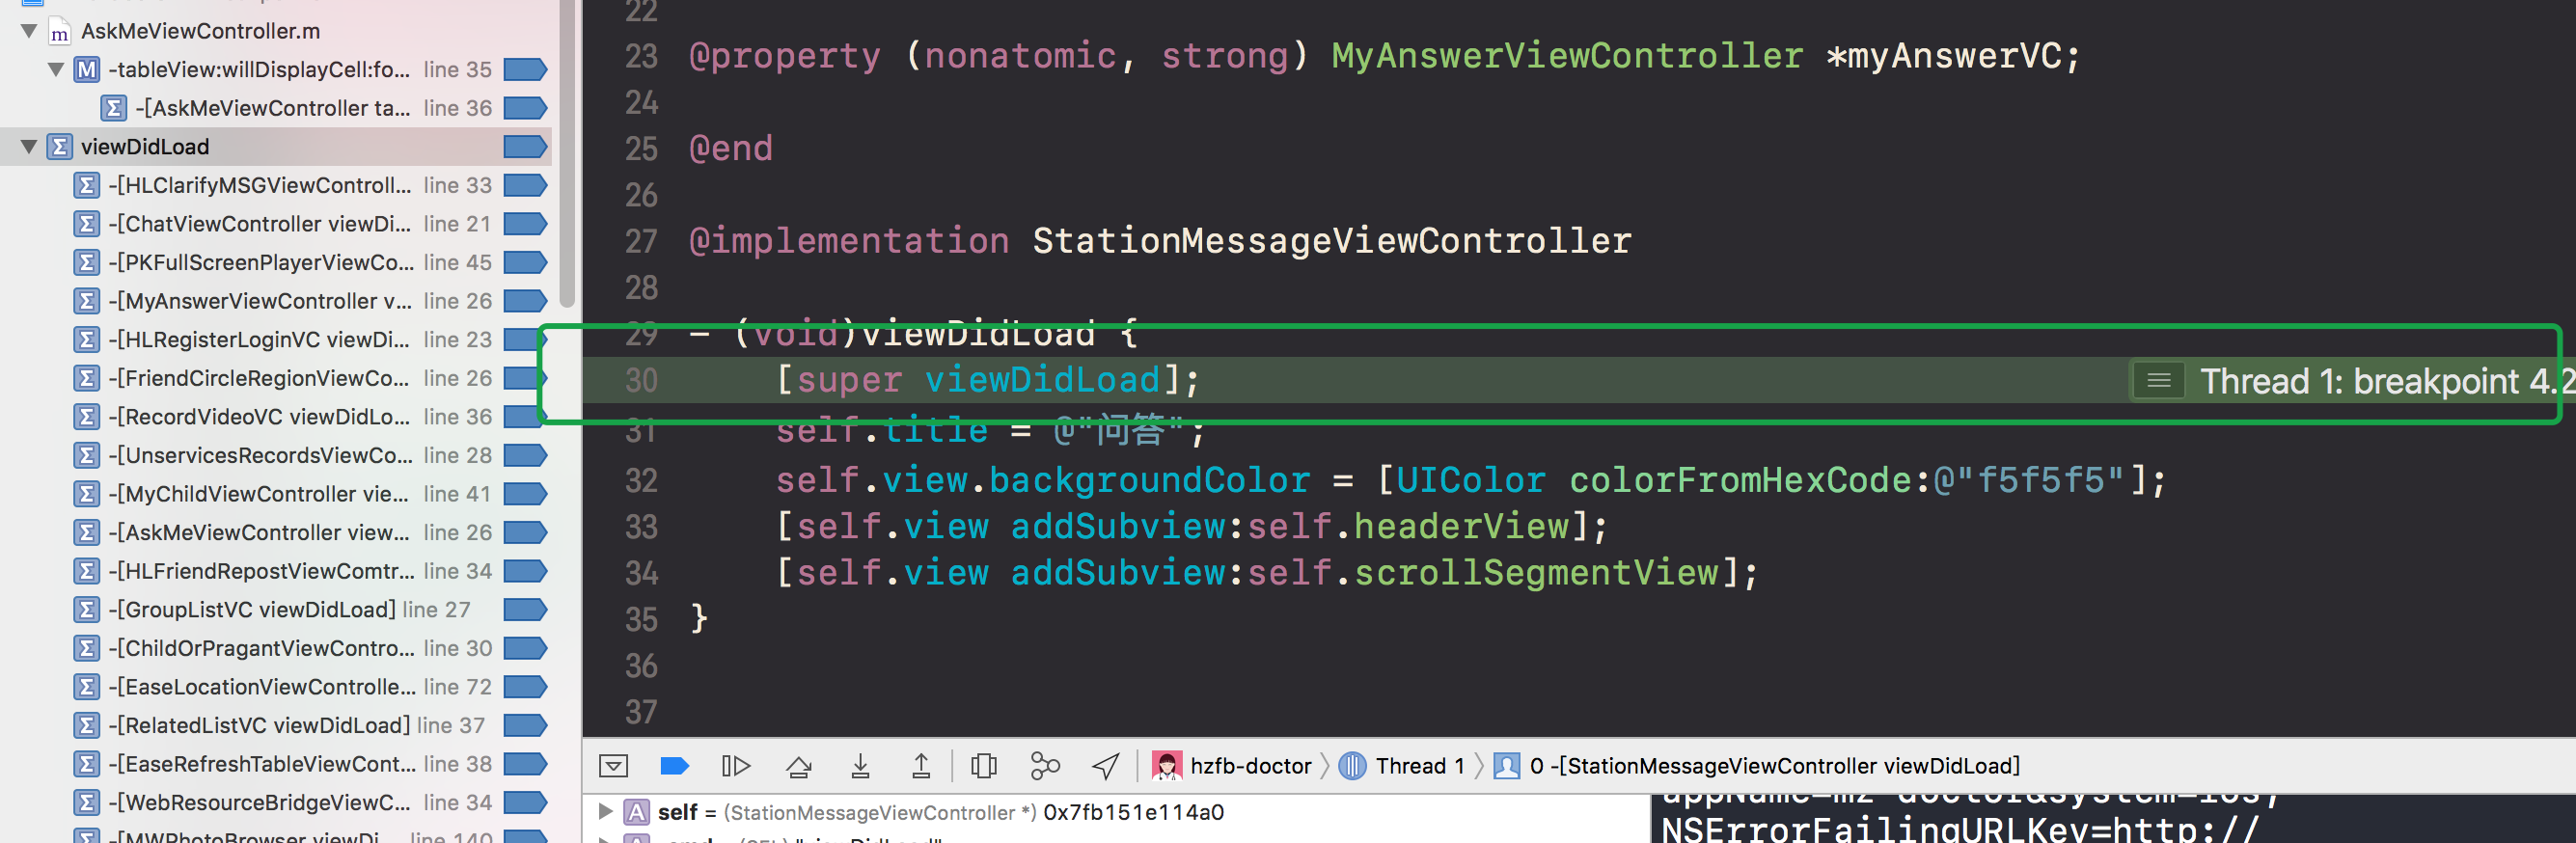 AskMeViewController.m
M -tableView:willDisplayCell:fo... line 35
Σ -[AskMeViewController ta... line 36
Σ viewDidLoad
Σ -[HLClarifyMSGViewControll... line 33
Σ -[ChatViewController viewDi... line 21
Σ -[PKFullScreenPlayerViewCo... line 45
Σ -[MyAnswerViewController v... line 26
Σ -[HLRegisterLoginVC viewDi... line 23
Σ -[FriendCircleRegionViewCo... line 26
Σ -[RecordVideoVC viewDidLo... line 36
Σ -[UnservicesRecordsViewCo... line 28
Σ -[MyChildViewController vie... line 41
Σ -[AskMeViewController view... line 26
Σ -[HLFriendRepostViewComtr... line 34
Σ -[GroupListVC viewDidLoad] line 27
Σ -[ChildOrPragantViewContro... line 30
Σ -[EaseLocationViewControlle... line 72
Σ -[RelatedListVC viewDidLoad] line 37
Σ -[EaseRefreshTableViewCont... line 38
Σ -[WebResourceBridgeViewC... line 34
Σ -[MWPhotoBrowser viewDi... line 140
22
23 @property (nonatomic, strong) MyAnswerViewController *myAnswerVC;
24
25 @end
26
27 @implementation StationMessageViewController
28
29 - (void)viewDidLoad {
30 [super viewDidLoad];
Thread 1: breakpoint 4.2
31 self.title = @"问答";
32 self.view.backgroundColor = [UIColor colorFromHexCode:@"f5f5f5"];
33 [self.view addSubview:self.headerView];
34 [self.view addSubview:self.scrollSegmentView];
35 }
36
37
hzfb-doctor Thread 1 0 -[StationMessageViewController viewDidLoad]
A self = (StationMessageViewController *) 0x7fb151e114a0
NSErrorFailingURLKey=http://